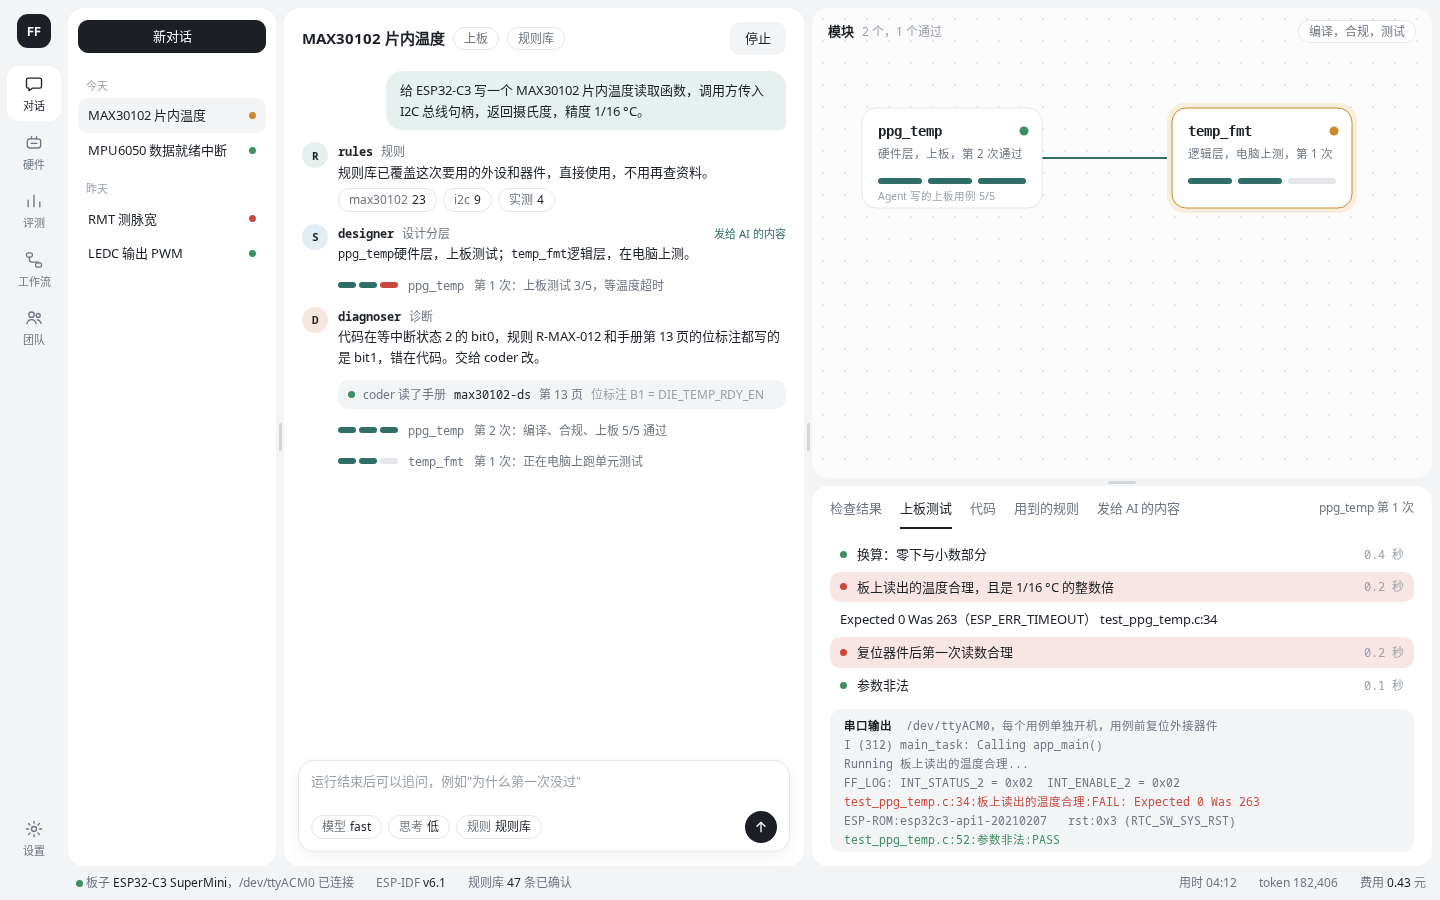 FF
对话
硬件
评测
工作流
团队
设置
新对话
今天
MAX30102 片内温度
MPU6050 数据就绪中断
昨天
RMT 测脉宽
LEDC 输出 PWM
MAX30102 片内温度 上板 规则库 停止
给 ESP32-C3 写一个 MAX30102 片内温度读取函数，调用方传入
I2C 总线句柄，返回摄氏度，精度 1/16 °C。
R rules 规则
规则库已覆盖这次要用的外设和器件，直接使用，不用再查资料。
max30102 23 i2c 9 实测 4
S designer 设计分层 发给 AI 的内容
ppg_temp硬件层，上板测试；temp_fmt逻辑层，在电脑上测。
ppg_temp 第 1 次：上板测试 3/5，等温度超时
D diagnoser 诊断
代码在等中断状态 2 的 bit0，规则 R-MAX-012 和手册第 13 页的位标注都写的
是 bit1，错在代码。交给 coder 改。
coder 读了手册 max30102-ds 第 13 页 位标注 B1 = DIE_TEMP_RDY_EN
ppg_temp 第 2 次：编译、合规、上板 5/5 通过
temp_fmt 第 1 次：正在电脑上跑单元测试
运行结束后可以追问，例如"为什么第一次没过"
模型 fast 思考 低 规则 规则库
模块 2 个，1 个通过 编译，合规，测试
ppg_temp
硬件层，上板，第 2 次通过
Agent 写的上板用例 5/5
temp_fmt
逻辑层，电脑上测，第 1 次
检查结果 上板测试 代码 用到的规则 发给 AI 的内容 ppg_temp 第 1 次
换算：零下与小数部分 0.4 秒
板上读出的温度合理，且是 1/16 °C 的整数倍 0.2 秒
Expected 0 Was 263（ESP_ERR_TIMEOUT） test_ppg_temp.c:34
复位器件后第一次读数合理 0.2 秒
参数非法 0.1 秒
串口输出 /dev/ttyACM0，每个用例单独开机，用例前复位外接器件
I (312) main_task: Calling app_main()
Running 板上读出的温度合理...
FF_LOG: INT_STATUS_2 = 0x02 INT_ENABLE_2 = 0x02
test_ppg_temp.c:34:板上读出的温度合理:FAIL: Expected 0 Was 263
ESP-ROM:esp32c3-api1-20210207 rst:0x3 (RTC_SW_SYS_RST)
test_ppg_temp.c:52:参数非法:PASS
板子 ESP32-C3 SuperMini，/dev/ttyACM0 已连接 ESP-IDF v6.1 规则库 47 条已确认 用时 04:12 token 182,406 费用 0.43 元